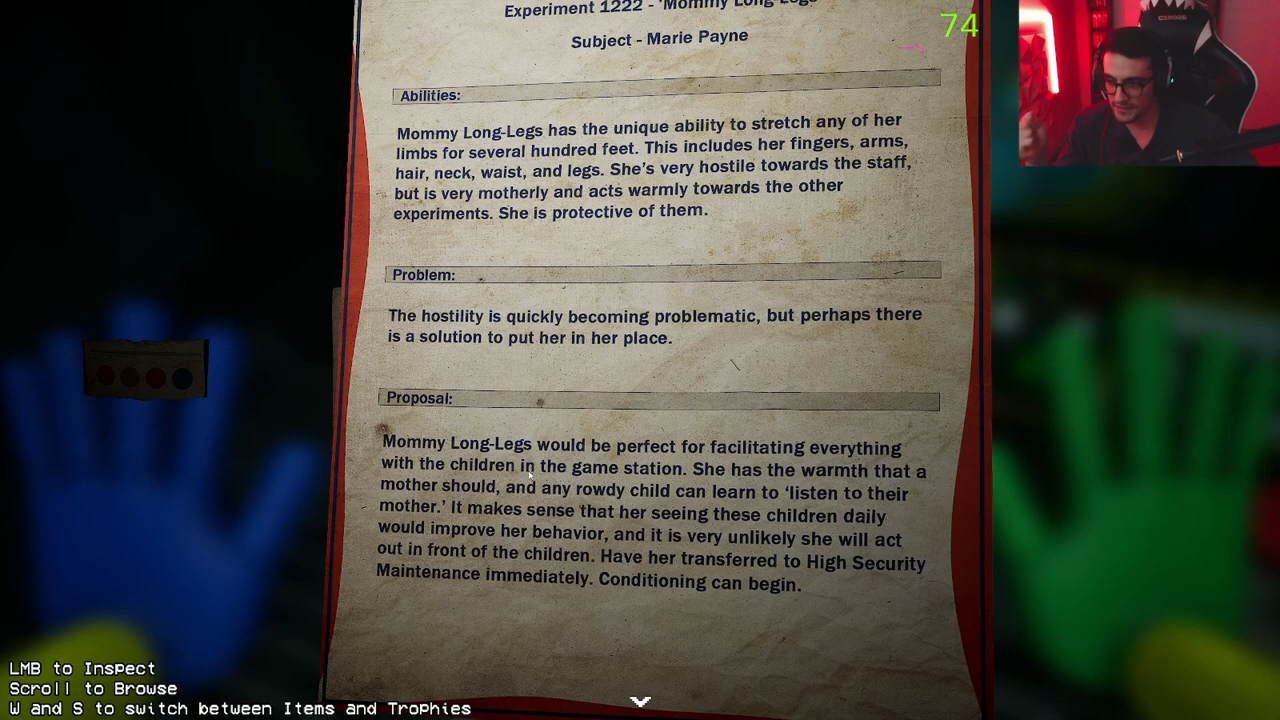 Experiment 1222 - 'Mommy Long-Legs
74
Subject - Marie Payne
Abilities:
Mommy Long-Legs has the unique ability to stretch any of her
limbs for several hundred feet. This includes her fingers, arms,
hair, neck, waist, and legs. She's very hostile towards the staff,
but is very motherly and acts warmly towards the other
experiments. She is protective of them.
Problem:
The hostility is quickly becoming problematic, but perhaps there
is a solution to put her in her place.
Proposal:
Mommy Long-Legs would be perfect for facilitating everything
with the children in the game station. She has the warmth that a
mother should, and any rowdy child can learn to 'listen to their
mother.' It makes sense that her seeing these children daily
would improve her behavior, and it is very unlikely she will act
out in front of the children. Have her transferred to High Security
Maintenance immediately. Conditioning can begin.
LMB to Inspect
Scroll to Browse
W and S to switch between Items and Trophies